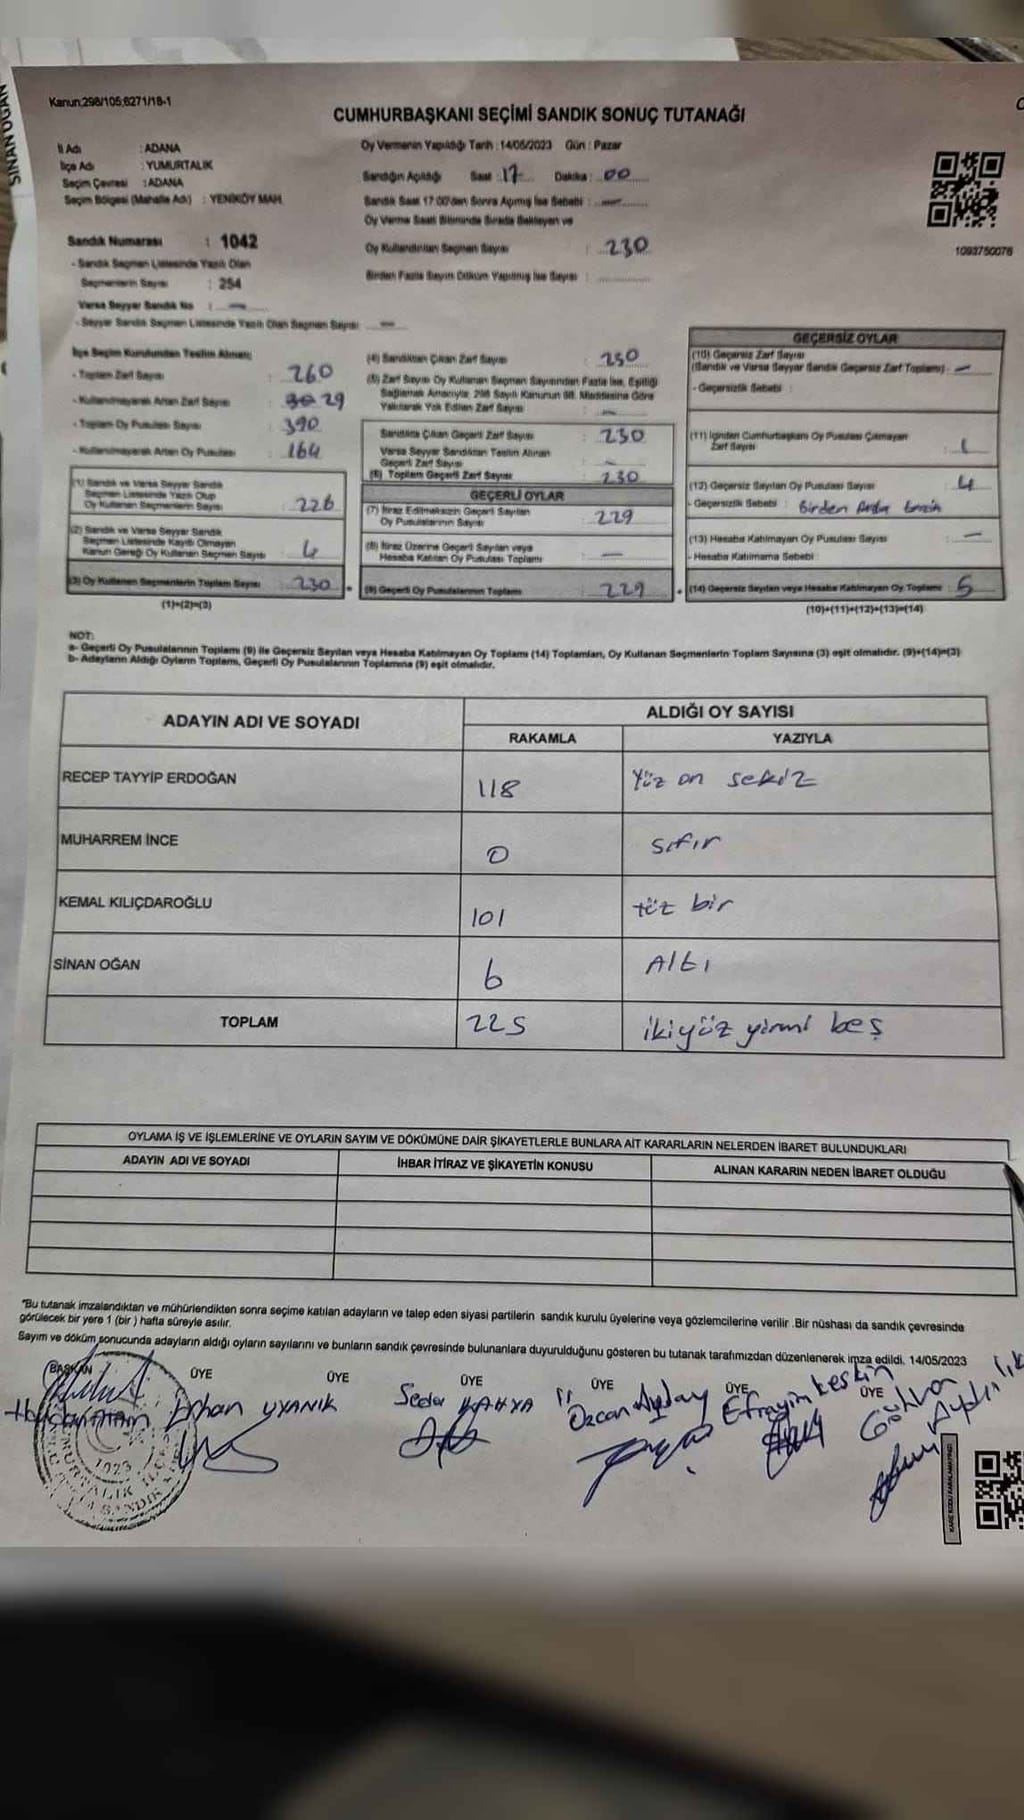 SİNAN OĞAN
Kanun:298/105;6271/18-1
CUMHURBAŞKANI SEÇİMİ SANDIK SONUÇ TUTANAĞI
İl Adı : ADANA
İlçe Adı : YUMURTALIK
Seçim Çevresi : ADANA
Seçim Bölgesi (Mahalle Adı) : YENİKÖY MAH.
Oy Vermenin Yapıldığı Tarih : 14/05/2023 Gün : Pazar
Sandığın Açıldığı Saat 17 Dakika : 00
Sandık Saat 17:00'den Sonra Açılmış İse Sebebi : —
Oy Verme Saati Bitiminde Sırada Bekleyen ve
Oy Kullandırılan Seçmen Sayısı : 230
Birden Fazla Sayım Döküm Yapılmış İse Sayısı :
1093750076
Sandık Numarası : 1042
- Sandık Seçmen Listesinde Yazılı Olan
Seçmenlerin Sayısı : 254
Varsa Seyyar Sandık No : —
- Seyyar Sandık Seçmen Listesinde Yazılı Olan Seçmen Sayısı —
İlçe Seçim Kurulundan Teslim Alınan;
- Toplam Zarf Sayısı : 260
- Kullanılmayarak Artan Zarf Sayısı : 30 29
- Toplam Oy Pusulası Sayısı : 390
- Kullanılmayarak Artan Oy Pusulası : 164
(1) Sandık ve Varsa Seyyar Sandık
Seçmen Listesinde Yazılı Olup
Oy Kullanan Seçmenlerin Sayısı : 226
(2) Sandık ve Varsa Seyyar Sandık
Seçmen Listesinde Kayıtlı Olmayan
Kanun Gereği Oy Kullanan Seçmen Sayısı : 4
(3) Oy Kullanan Seçmenlerin Toplam Sayısı : 230
(1)+(2)=(3)
(4) Sandıktan Çıkan Zarf Sayısı : 230
(5) Zarf Sayısı Oy Kullanan Seçmen Sayısından Fazla İse, Eşitliği
Sağlamak Amacıyla; 298 Sayılı Kanunun 98. Maddesine Göre
Yakılarak Yok Edilen Zarf Sayısı : —
Sandıkta Çıkan Geçerli Zarf Sayısı : 230
Varsa Seyyar Sandıktan Teslim Alınan
Geçerli Zarf Sayısı : —
(6) Toplam Geçerli Zarf Sayısı : 230
GEÇERLİ OYLAR
(7) İtiraz Edilmeksizin Geçerli Sayılan
Oy Pusulalarının Sayısı : 229
(8) İtiraz Üzerine Geçerli Sayılan veya
Hesaba Katılan Oy Pusulası Toplamı : —
(9) Geçerli Oy Pusulalarının Toplamı : 229
GEÇERSİZ OYLAR
(10) Geçersiz Zarf Sayısı
(Sandık ve Varsa Seyyar Sandık Geçersiz Zarf Toplamı) : —
- Geçersizlik Sebebi :
(11) İçinden Cumhurbaşkanı Oy Pusulası Çıkmayan
Zarf Sayısı : 1
(12) Geçersiz Sayılan Oy Pusulası Sayısı : 4
- Geçersizlik Sebebi : Birden
(13) Hesaba Katılmayan Oy Pusulası Sayısı : —
- Hesaba Katılmama Sebebi :
(14) Geçersiz Sayılan veya Hesaba Katılmayan Oy Toplamı : 5
(10)+(11)+(12)+(13)=(14)
NOT:
a- Geçerli Oy Pusulalarının Toplamı (9) ile Geçersiz Sayılan veya Hesaba Katılmayan Oy Toplamı (14) Toplamları, Oy Kullanan Seçmenlerin Toplam Sayısına (3) eşit olmalıdır. (9)+(14)=(3)
b- Adayların Aldığı Oyların Toplamı, Geçerli Oy Pusulalarının Toplamına (9) eşit olmalıdır.
ADAYIN ADI VE SOYADI
ALDIĞI OY SAYISI
RAKAMLA YAZIYLA
RECEP TAYYİP ERDOĞAN 118 Yüz on sekiz
MUHARREM İNCE 0 sıfır
KEMAL KILIÇDAROĞLU 101 yüz bir
SİNAN OĞAN 6 Altı
TOPLAM 225 ikiyüz yirmi beş
OYLAMA İŞ VE İŞLEMLERİNE VE OYLARIN SAYIM VE DÖKÜMÜNE DAİR ŞİKAYETLERLE BUNLARA AİT KARARLARIN NELERDEN İBARET BULUNDUKLARI
ADAYIN ADI VE SOYADI İHBAR İTİRAZ VE ŞİKAYETİN KONUSU ALINAN KARARIN NEDEN İBARET OLDUĞU
"Bu tutanak imzalandıktan ve mühürlendikten sonra seçime katılan adayların ve talep eden siyasi partilerin sandık kurulu üyelerine veya gözlemcilerine verilir .Bir nüshası da sandık çevresinde
görülecek bir yere 1 (bir ) hafta süreyle asılır.
Sayım ve döküm sonucunda adayların aldığı oyların sayılarını ve bunların sandık çevresinde bulunanlara duyurulduğunu gösteren bu tutanak tarafımızdan düzenlenerek imza edildi. 14/05/2023
BAŞKAN ÜYE ÜYE ÜYE ÜYE ÜYE ÜYE
Orhan UYANIK Seda KAHYA Özcan Ayday Efrayim keskin Gökhan
1023
KARE KODU KARALAMAYINIZ